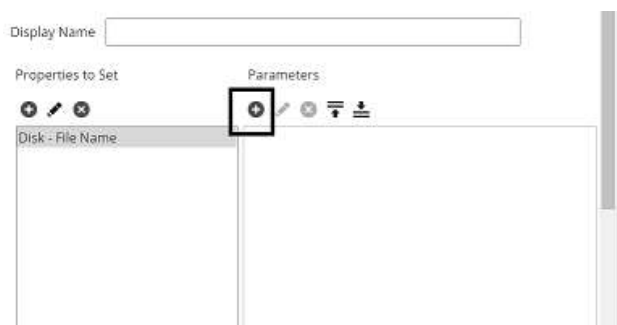 Display Name
Properties to Set
Parameters
Disk - File Name